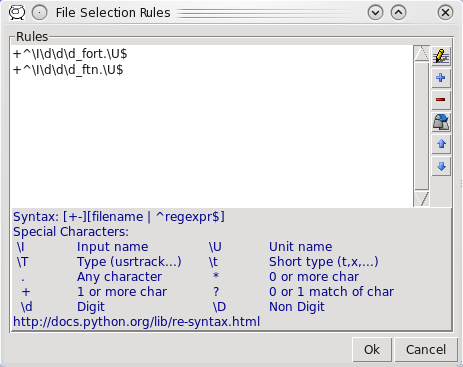 File Selection Rules
Rules
+^\I\d\d\d_fort.\U$
+^\I\d\d\d_ftn.\U$
Syntax: [+-][filename | ^regexpr$]
Special Characters:
\I Input name \U Unit name
\T Type (usrtrack...) \t Short type (t,x,...)
. Any character * 0 or more char
+ 1 or more char ? 0 or 1 match of char
\d Digit \D Non Digit
http://docs.python.org/lib/re-syntax.html
Ok Cancel